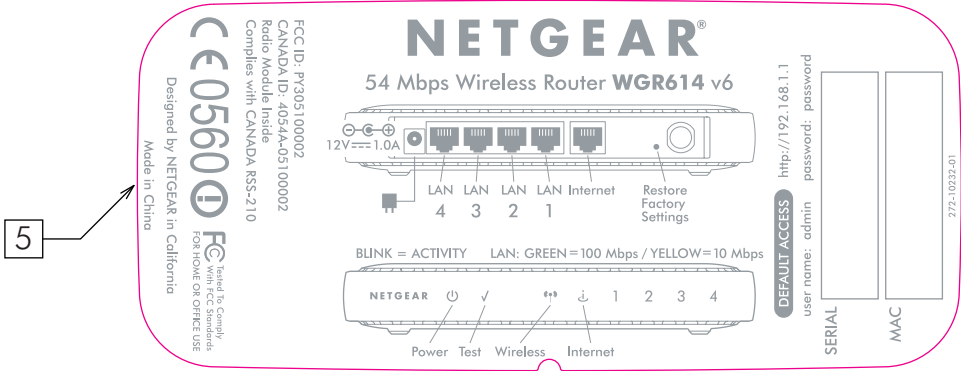 5
CE 0560
FCC ID: PY305100002
CANADA ID: 4054A-05100002
Radio Module Inside
Complies with CANADA RSS-210
FC Tested To Comply
With FCC Standards
FOR HOME OR OFFICE USE
Designed by NETGEAR in California
Made in China
NETGEAR®
54 Mbps Wireless Router WGR614 v6
12V 1.0A
LAN 4 LAN 3 LAN 2 LAN 1 Internet
Restore
Factory
Settings
BLINK = ACTIVITY LAN: GREEN=100 Mbps / YELLOW=10 Mbps
NETGEAR 1 2 3 4
Power Test Wireless Internet
DEFAULT ACCESS http://192.168.1.1
user name: admin password: password
SERIAL
MAC
272-10232-01